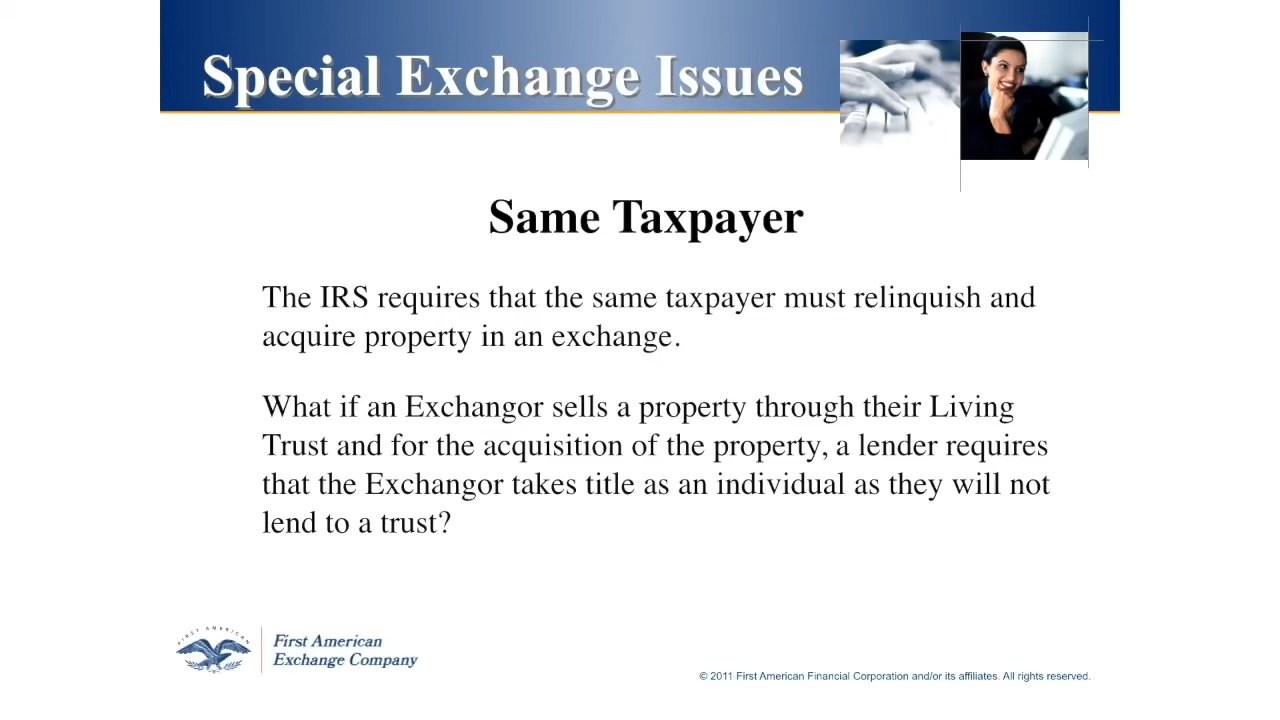 Special Exchange Issues
Same Taxpayer
The IRS requires that the same taxpayer must relinquish and
acquire property in an exchange.
What if an Exchangor sells a property through their Living
Trust and for the acquisition of the property, a lender requires
that the Exchangor takes title as an individual as they will not
lend to a trust?
FIRST AMERICAN
First American
Exchange Company
© 2011 First American Financial Corporation and/or its affiliates. All rights reserved.